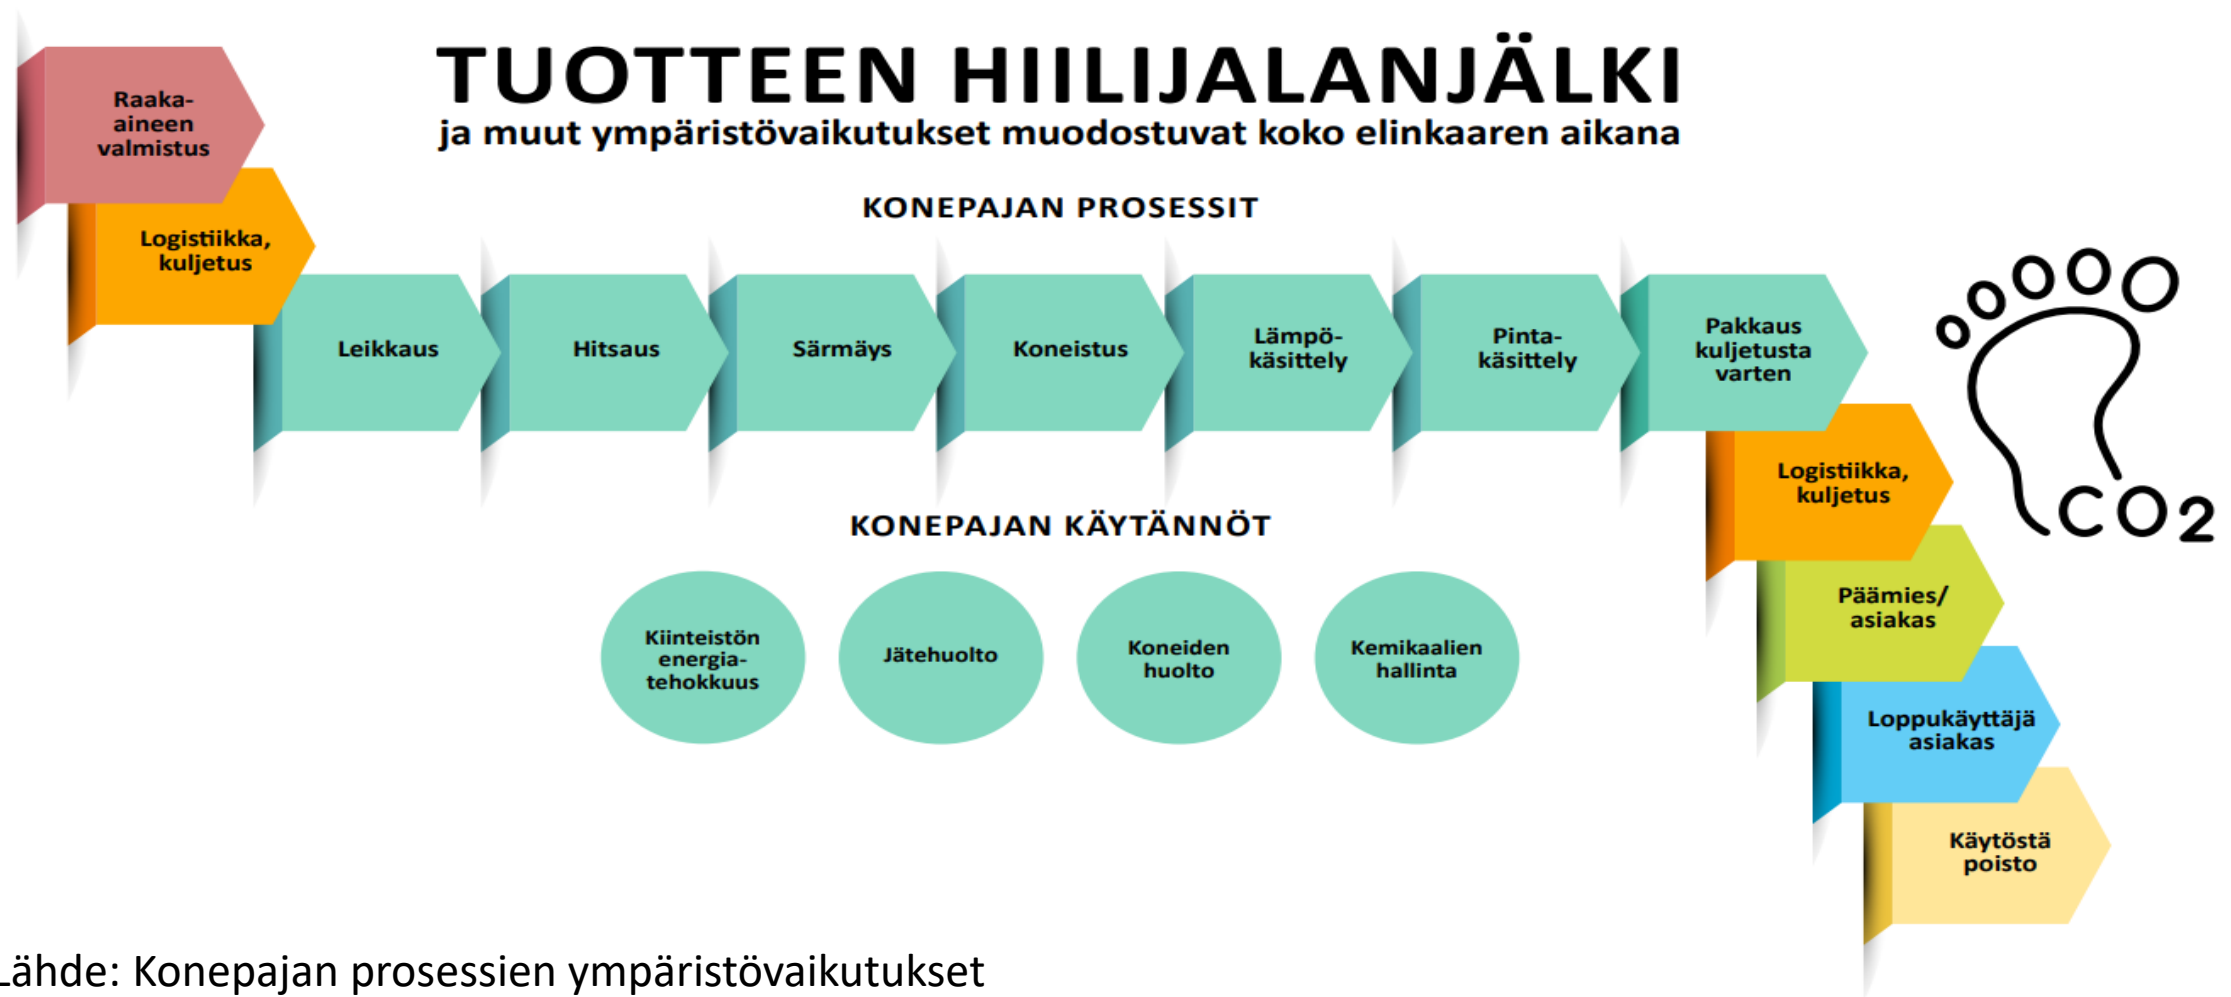 TUOTTEEN HIILIJALANJÄLKI
ja muut ympäristövaikutukset muodostuvat koko elinkaaren aikana
Raaka-
aineen
valmistus
Logistiikka,
kuljetus
KONEPAJAN PROSESSIT
Leikkaus
Hitsaus
Särmäys
Koneistus
Lämpö-
käsittely
Pinta-
käsittely
Pakkaus
kuljetusta
varten
Logistiikka,
kuljetus
CO2
Päämies/
asiakas
Loppukäyttäjä
asiakas
Käytöstä
poisto
KONEPAJAN KÄYTÄNNÖT
Kiinteistön
energia-
tehokkuus
Jätehuolto
Koneiden
huolto
Kemikaalien
hallinta
Lähde: Konepajan prosessien ympäristövaikutukset